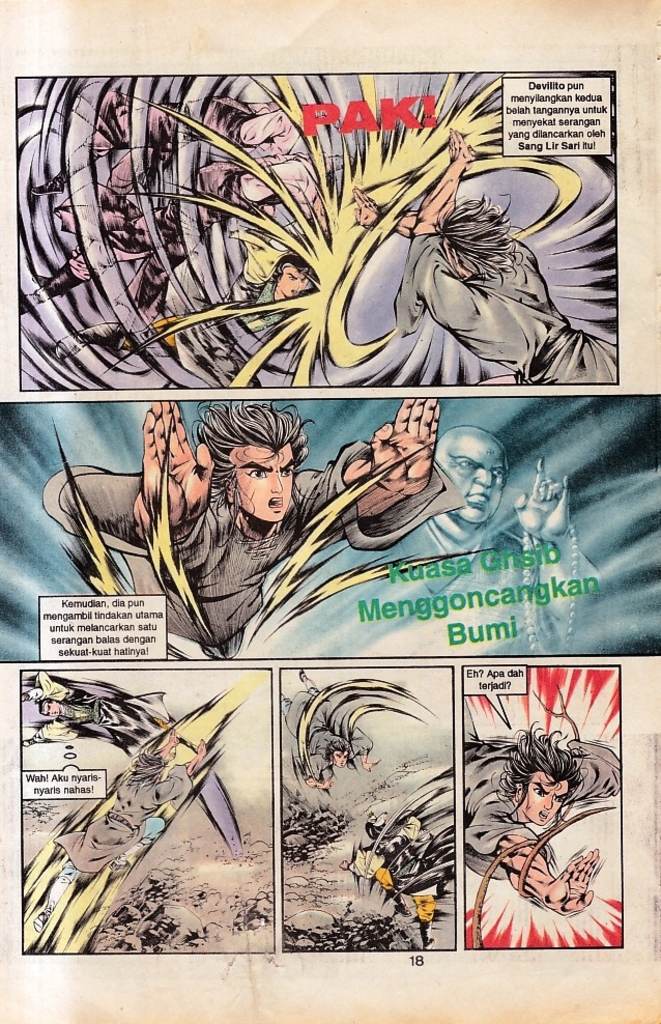 PAK!
Devilito pun
menyilangkan kedua
belah tangannya untuk
menyekat serangan
yang dilancarkan oleh
Sang Lir Sari itu!
Kuasa Ghaib
Menggoncangkan
Bumi
Kemudian, dia pun
mengambil tindakan utama
untuk melancarkan satu
serangan balas dengan
sekuat-kuat hatinya!
Wah! Aku nyaris-
nyaris nahas!
Eh? Apa dah
terjadi?
18